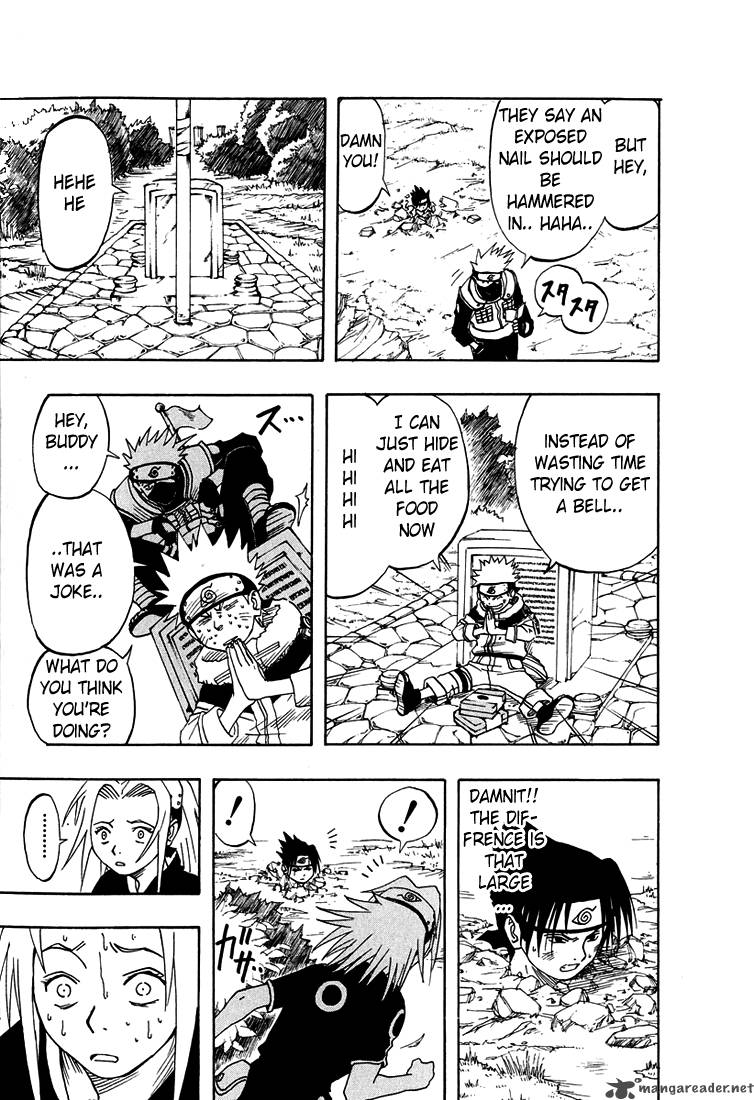 BUT
HEY,
THEY SAY AN
EXPOSED
NAIL SHOULD
BE
HAMMERED
IN.. HAHA..
DAMN
YOU!
スタ
スタ
HEHE
HE
INSTEAD OF
WASTING TIME
TRYING TO GET
A BELL..
I CAN
JUST HIDE
AND EAT
ALL THE
FOOD
NOW
HI
HI
HI
HI
ス...
HEY,
BUDDY
...
..THAT
WAS A
JOKE..
WHAT DO
YOU THINK
YOU'RE
DOING?
DAMNIT!!
THE DIF-
FRENCE IS
THAT
LARGE
....
!
!
ガサ...
........
mangareader.net